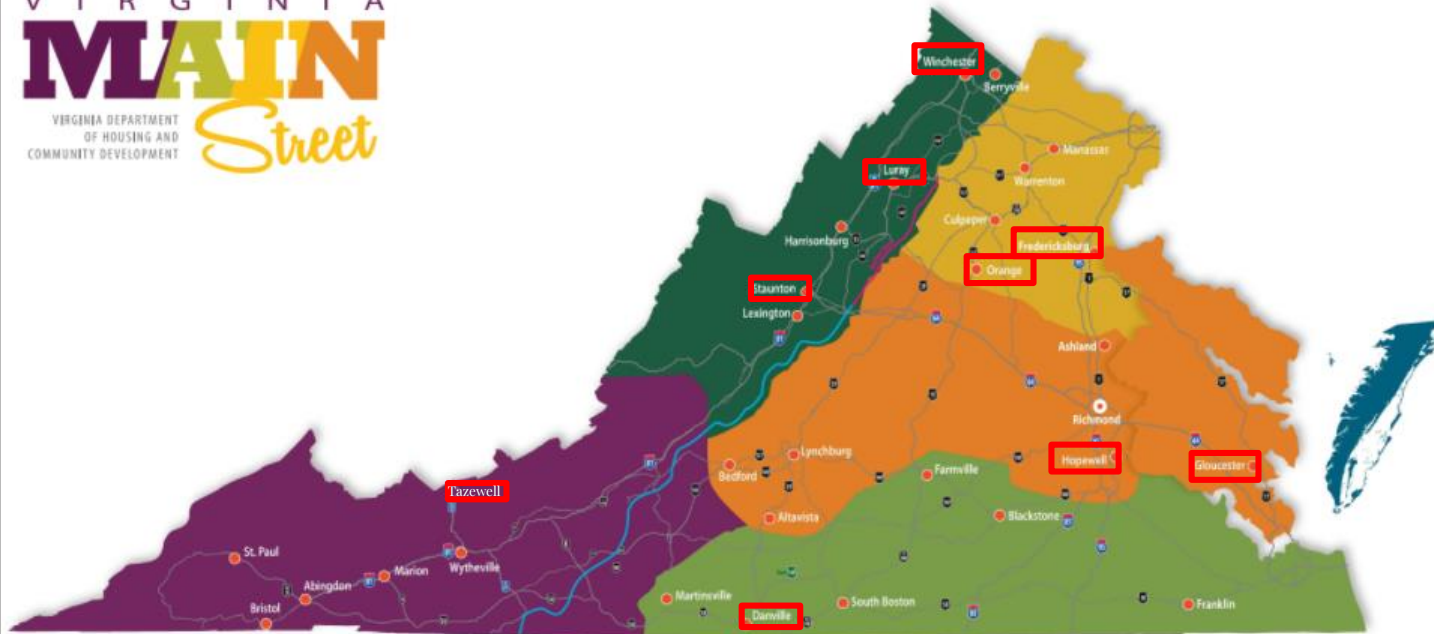 VIRGINIA
MAIN
Street
VIRGINIA DEPARTMENT
OF HOUSING AND
COMMUNITY DEVELOPMENT
Winchester
Berryville
Luray
Manassas
Warrenton
Culpeper
Harrisonburg
Fredericksburg
Orange
Staunton
Lexington
Ashland
Richmond
Lynchburg
Hopewell
Gloucester
Bedford
Farmville
Tazewell
Altavista
Blackstone
St. Paul
Wytheville
Marion
Abingdon
Bristol
Martinsville
South Boston
Danville
Franklin